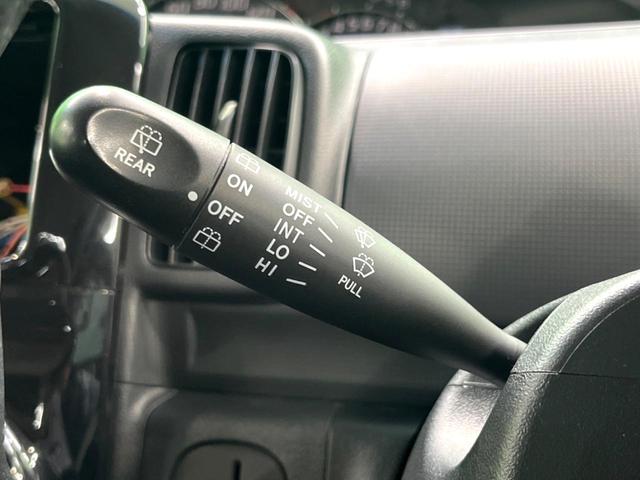 REAR
ON
OFF
MIST
OFF
INT
LO
HI
PULL